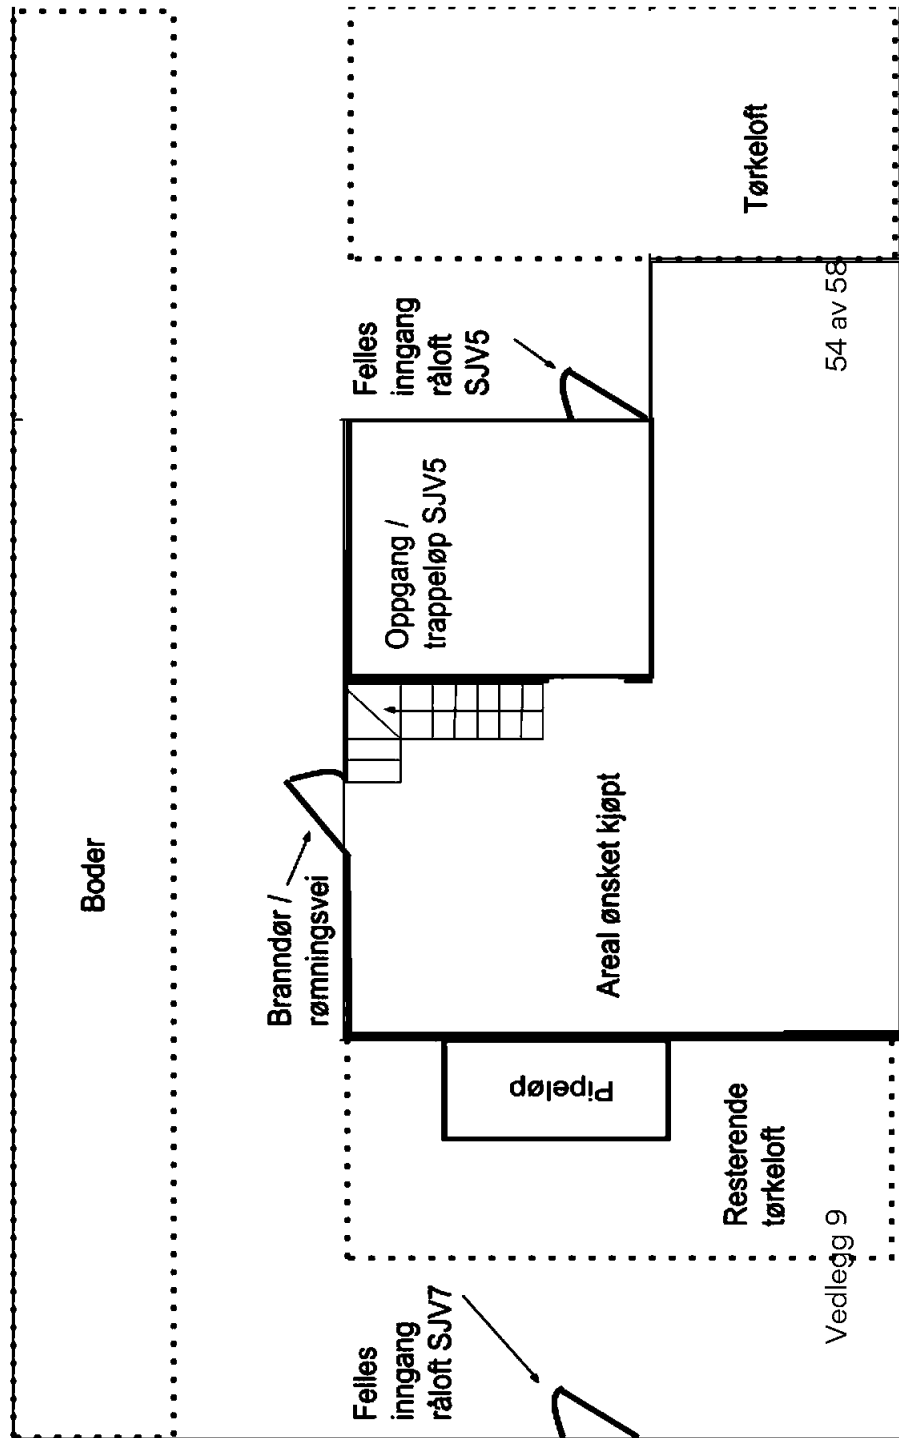 Boder
Branndør /
rømningsvei
Felles
inngang
råloft SJV7
Felles
inngang
råloft
SJV5
Oppgang /
trappeløp SJV5
Pipeløp
Areal ønsket kjøpt
Resterende
tørkeloft
Tørkeloft
Vedlegg 9
54 av 58